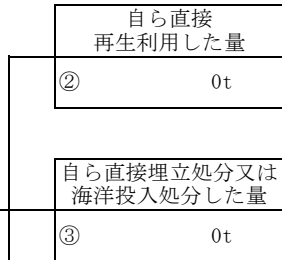 自ら直接
再生利用した量
② 0t
自ら直接埋立処分又は
海洋投入処分した量
③ 0t